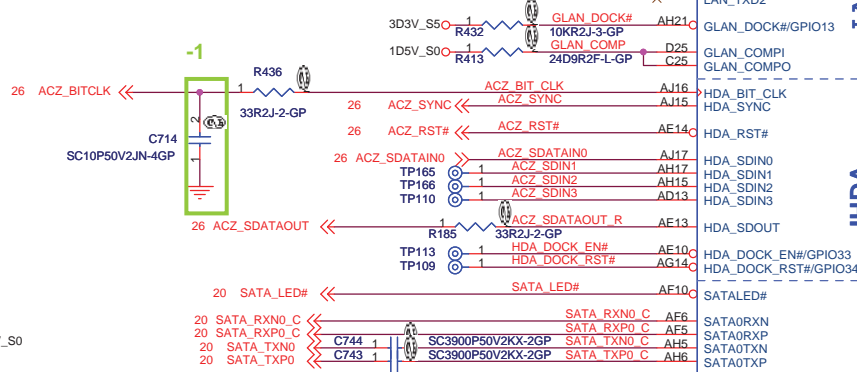 LAN_TXD2
3D3V_S5 R432 10KR2J-3-GP GLAN_DOCK# AH21 GLAN_DOCK#/GPIO13
1D5V_S0 R413 24D9R2F-L-GP GLAN_COMP D25 GLAN_COMPI
C25 GLAN_COMPO
-1
26 ACZ_BITCLK 1 R436 33R2J-2-GP ACZ_BIT_CLK AJ16 HDA_BIT_CLK
26 ACZ_SYNC ACZ_SYNC AJ15 HDA_SYNC
2
C714
SC10P50V2JN-4GP
1
26 ACZ_RST# ACZ_RST# AE14 HDA_RST#
26 ACZ_SDATAIN0 ACZ_SDATAIN0 AJ17 HDA_SDIN0
TP165 1 ACZ_SDIN1 AH17 HDA_SDIN1
TP166 1 ACZ_SDIN2 AH15 HDA_SDIN2
TP110 1 ACZ_SDIN3 AD13 HDA_SDIN3
26 ACZ_SDATAOUT 1 R185 33R2J-2-GP ACZ_SDATAOUT_R AE13 HDA_SDOUT
TP113 1 HDA_DOCK_EN# AE10 HDA_DOCK_EN#/GPIO33
TP109 1 HDA_DOCK_RST# AG14 HDA_DOCK_RST#/GPIO34
20 SATA_LED# SATA_LED# AF10 SATALED#
20 SATA_RXN0_C SATA_RXN0_C AF6 SATA0RXN
20 SATA_RXP0_C SATA_RXP0_C AF5 SATA0RXP
20 SATA_TXN0 C744 1 SC3900P50V2KX-2GP SATA_TXN0_C AH5 SATA0TXN
20 SATA_TXP0 C743 1 SC3900P50V2KX-2GP SATA_TXP0_C AH6 SATA0TXP
_S0